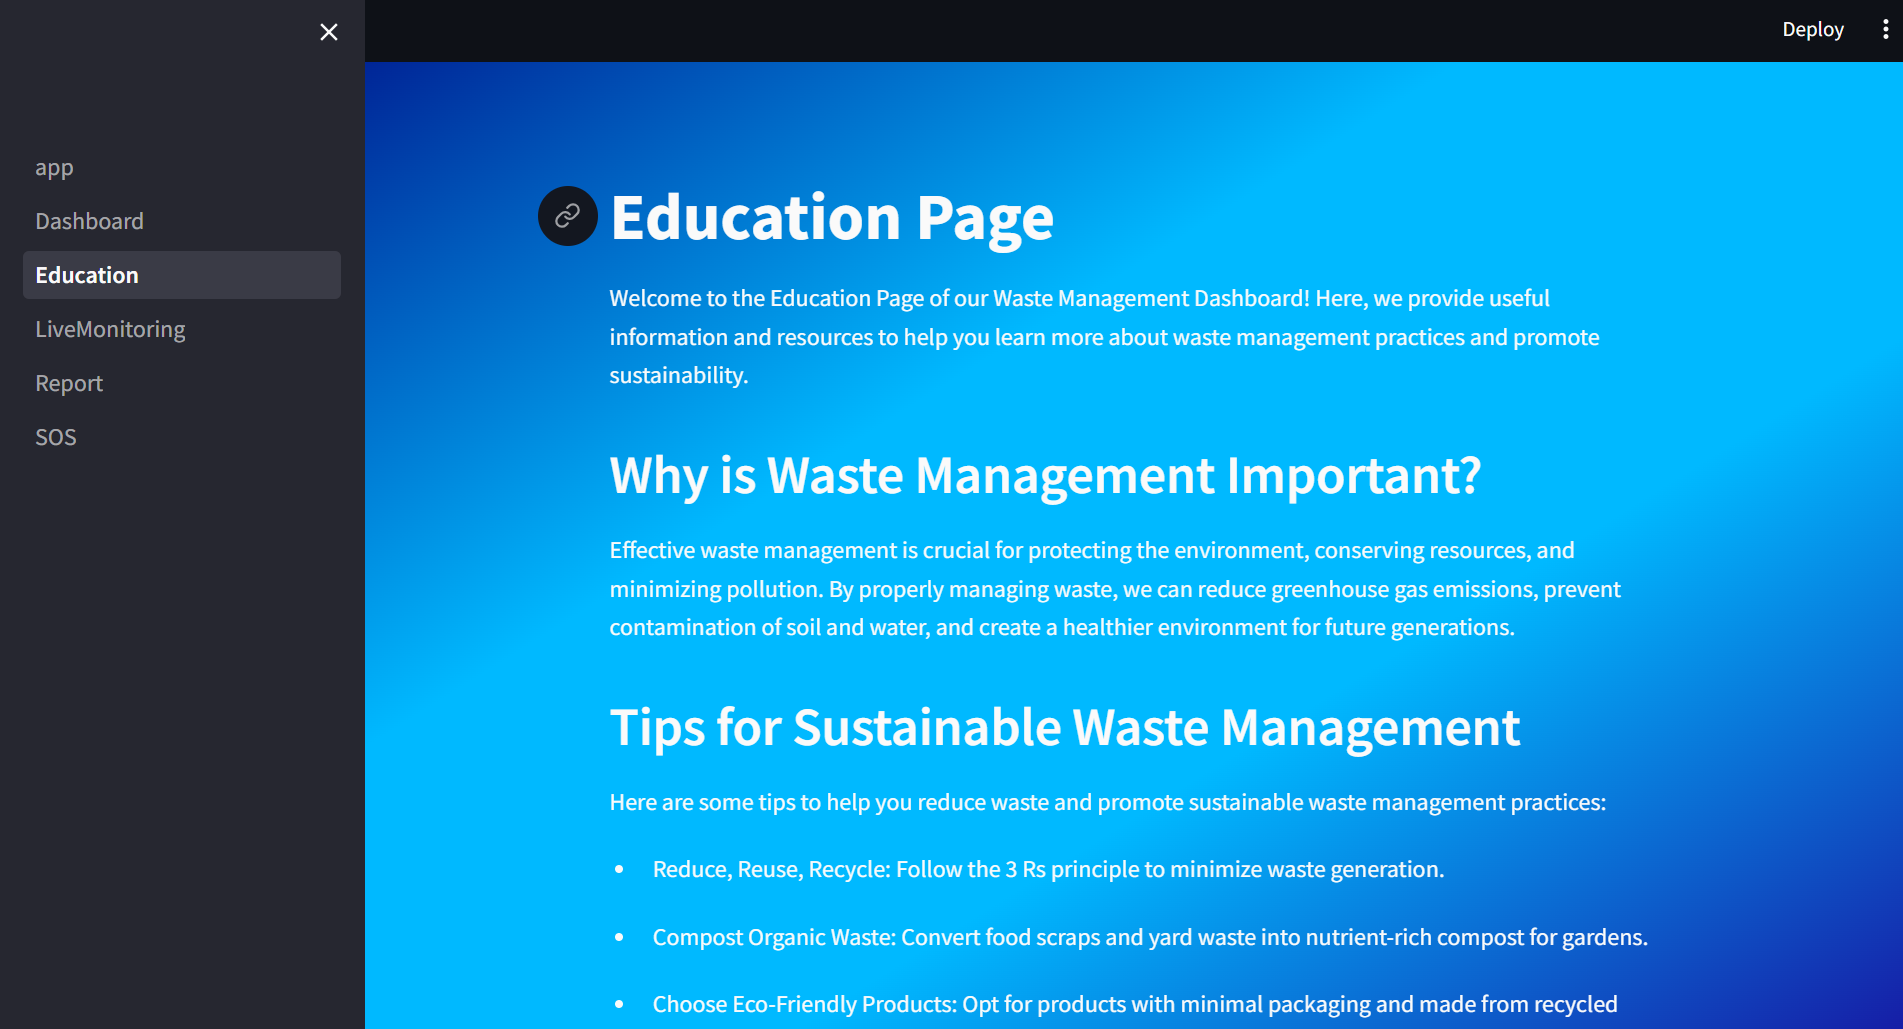 Deploy
app
Dashboard
Education
LiveMonitoring
Report
SOS
Education Page
Welcome to the Education Page of our Waste Management Dashboard! Here, we provide useful
information and resources to help you learn more about waste management practices and promote
sustainability.
Why is Waste Management Important?
Effective waste management is crucial for protecting the environment, conserving resources, and
minimizing pollution. By properly managing waste, we can reduce greenhouse gas emissions, prevent
contamination of soil and water, and create a healthier environment for future generations.
Tips for Sustainable Waste Management
Here are some tips to help you reduce waste and promote sustainable waste management practices:
• Reduce, Reuse, Recycle: Follow the 3 Rs principle to minimize waste generation.
• Compost Organic Waste: Convert food scraps and yard waste into nutrient-rich compost for gardens.
• Choose Eco-Friendly Products: Opt for products with minimal packaging and made from recycled